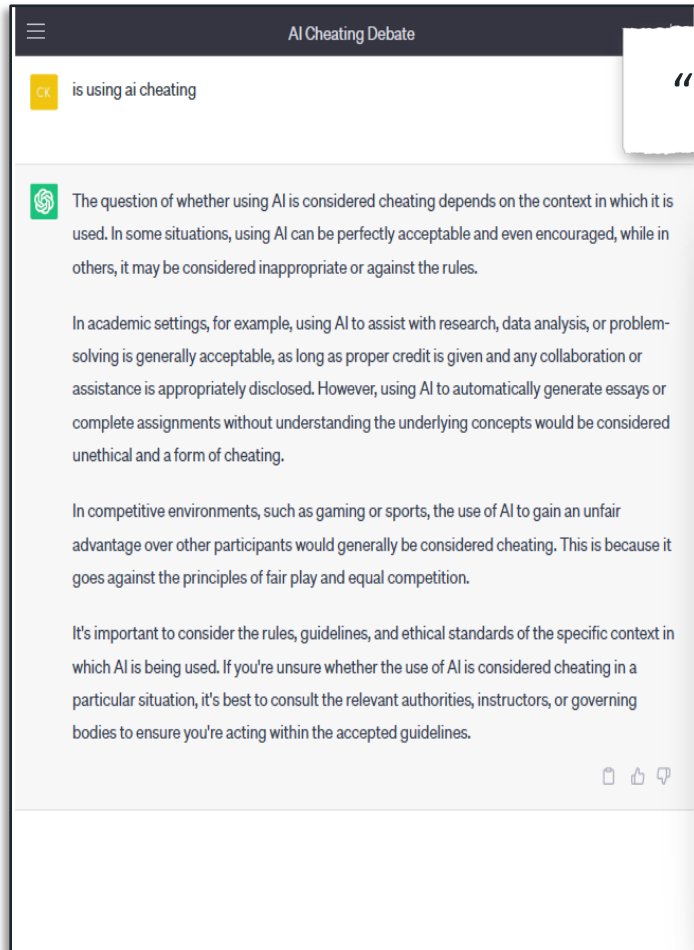 AI Cheating Debate
“
CK
is using ai cheating
The question of whether using AI is considered cheating depends on the context in which it is
used. In some situations, using AI can be perfectly acceptable and even encouraged, while in
others, it may be considered inappropriate or against the rules.
In academic settings, for example, using AI to assist with research, data analysis, or problem-
solving is generally acceptable, as long as proper credit is given and any collaboration or
assistance is appropriately disclosed. However, using AI to automatically generate essays or
complete assignments without understanding the underlying concepts would be considered
unethical and a form of cheating.
In competitive environments, such as gaming or sports, the use of AI to gain an unfair
advantage over other participants would generally be considered cheating. This is because it
goes against the principles of fair play and equal competition.
It's important to consider the rules, guidelines, and ethical standards of the specific context in
which AI is being used. If you're unsure whether the use of AI is considered cheating in a
particular situation, it's best to consult the relevant authorities, instructors, or governing
bodies to ensure you're acting within the accepted guidelines.